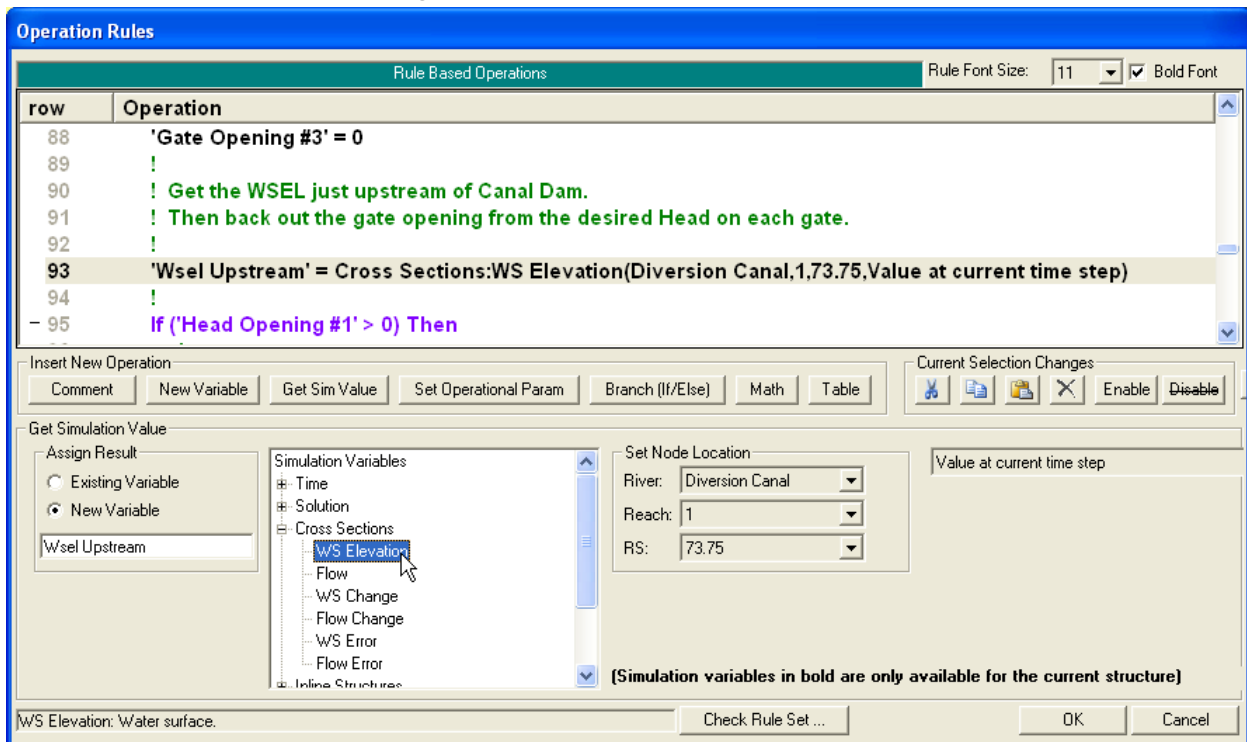 Operation Rules
Rule Based Operations Rule Font Size: 11 Bold Font
row Operation
88 'Gate Opening #3' = 0
89 !
90 ! Get the WSEL just upstream of Canal Dam.
91 ! Then back out the gate opening from the desired Head on each gate.
92 !
93 'Wsel Upstream' = Cross Sections:WS Elevation(Diversion Canal,1,73.75,Value at current time step)
94 !
− 95 If ('Head Opening #1' > 0) Then
Insert New Operation Current Selection Changes
Comment New Variable Get Sim Value Set Operational Param Branch (If/Else) Math Table Enable Disable
Get Simulation Value
Assign Result
Existing Variable
New Variable
Wsel Upstream
Simulation Variables
Time
Solution
Cross Sections
WS Elevation
Flow
WS Change
Flow Change
WS Error
Flow Error
Inline Structures
Set Node Location
River: Diversion Canal
Reach: 1
RS: 73.75
Value at current time step
(Simulation variables in bold are only available for the current structure)
WS Elevation: Water surface. Check Rule Set ... OK Cancel